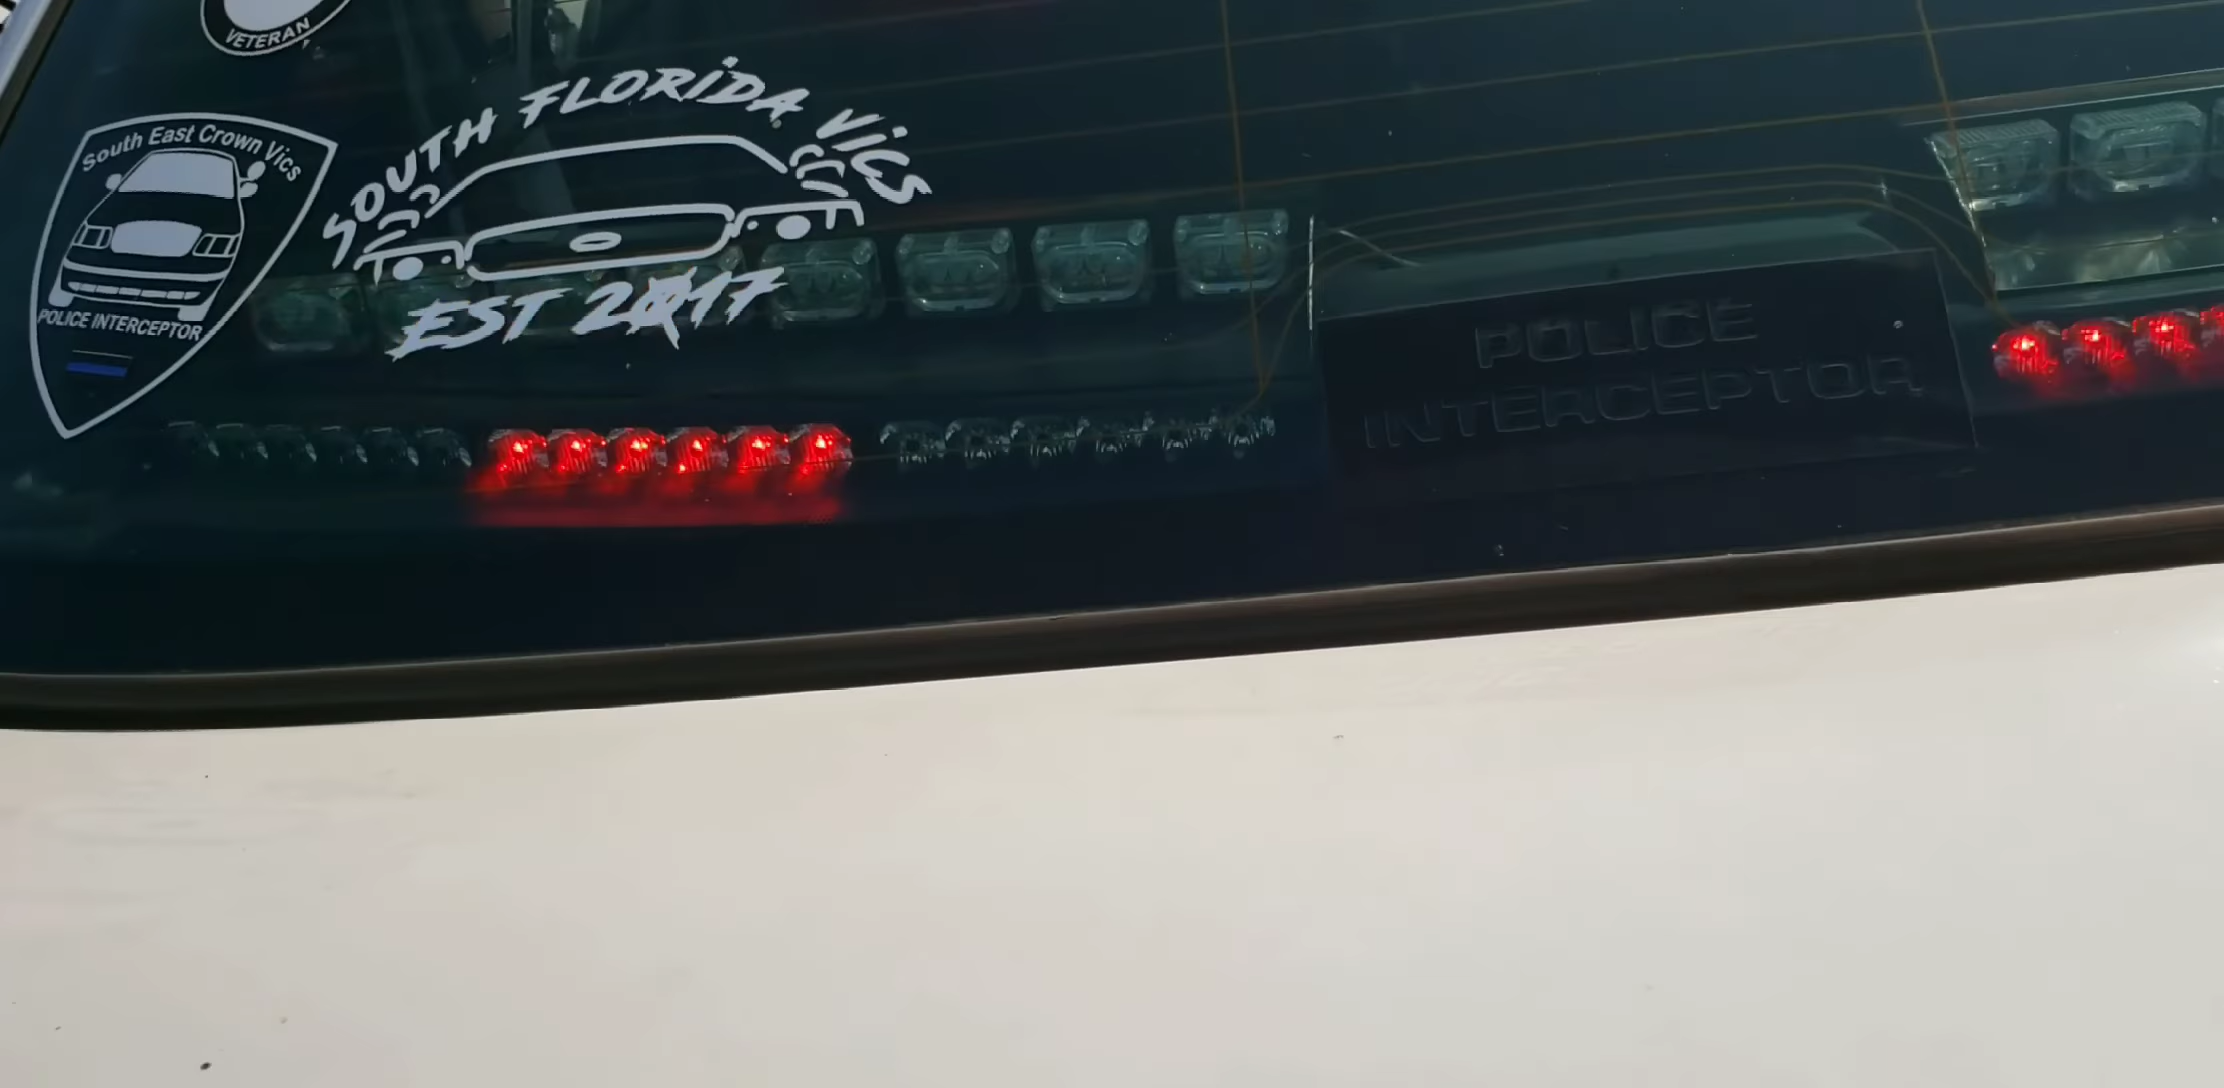 VETERAN
South East Crown Vics
POLICE INTERCEPTOR
SOUTH FLORIDA VICS
EST 2017
POLICE
INTERCEPTOR